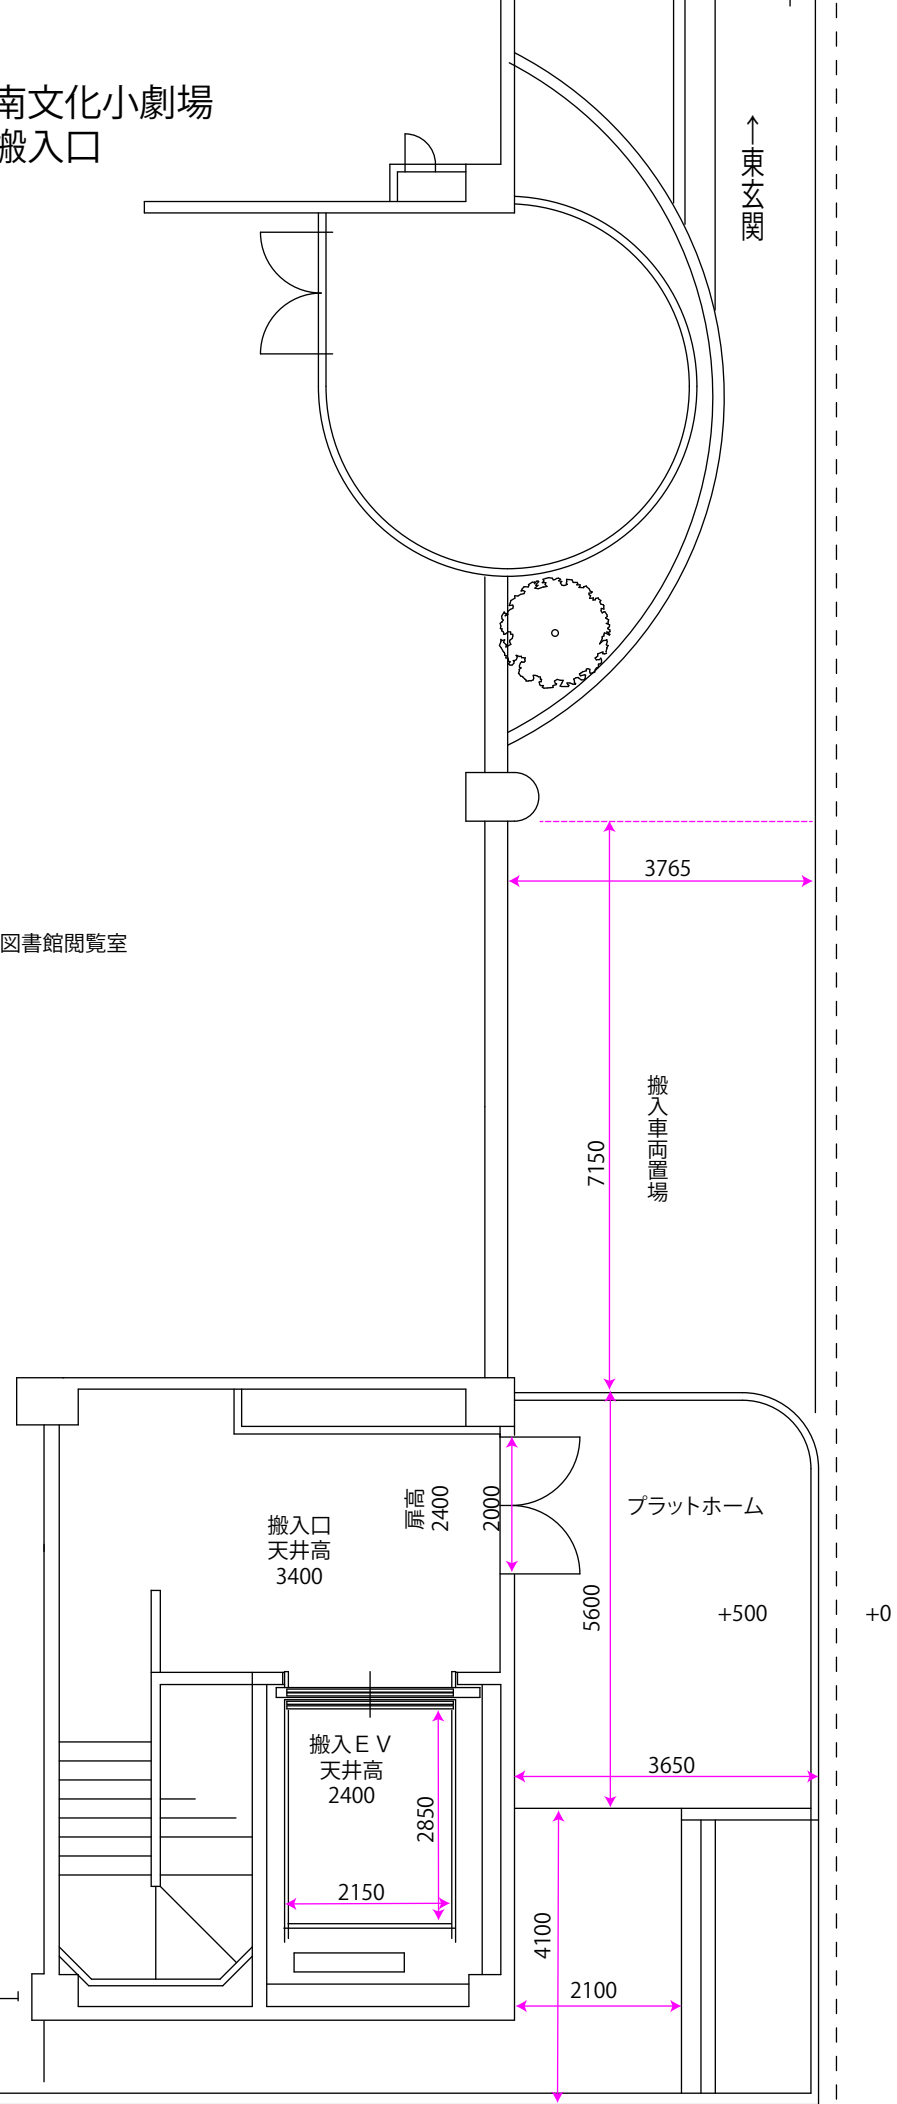 南文化小劇場
搬入口
↑東玄関
3765
図書館閲覧室
搬入車両置場
7150
扉高
2400
2000
プラットホーム
搬入口
天井高
3400
5600
+500
+0
搬入ＥＶ
天井高
2400
3650
2850
2150
4100
2100